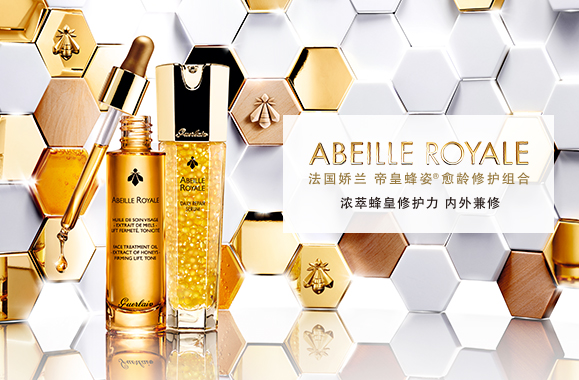 ABEILLE ROYALE
法国娇兰 帝皇蜂姿®愈龄修护组合
浓萃蜂皇修护力 内外兼修
ABEILLE ROYALE
HUILE DE SOIN VISAGE
- EXTRAIT DE MIELS -
LIFT FERMETÉ, TONICITÉ
FACE TREATMENT OIL
EXTRACT OF HONEYS
FIRMING LIFT, TONE
Guerlain
Guerlain
ABEILLE ROYALE
DAILY REPAIR
SERUM